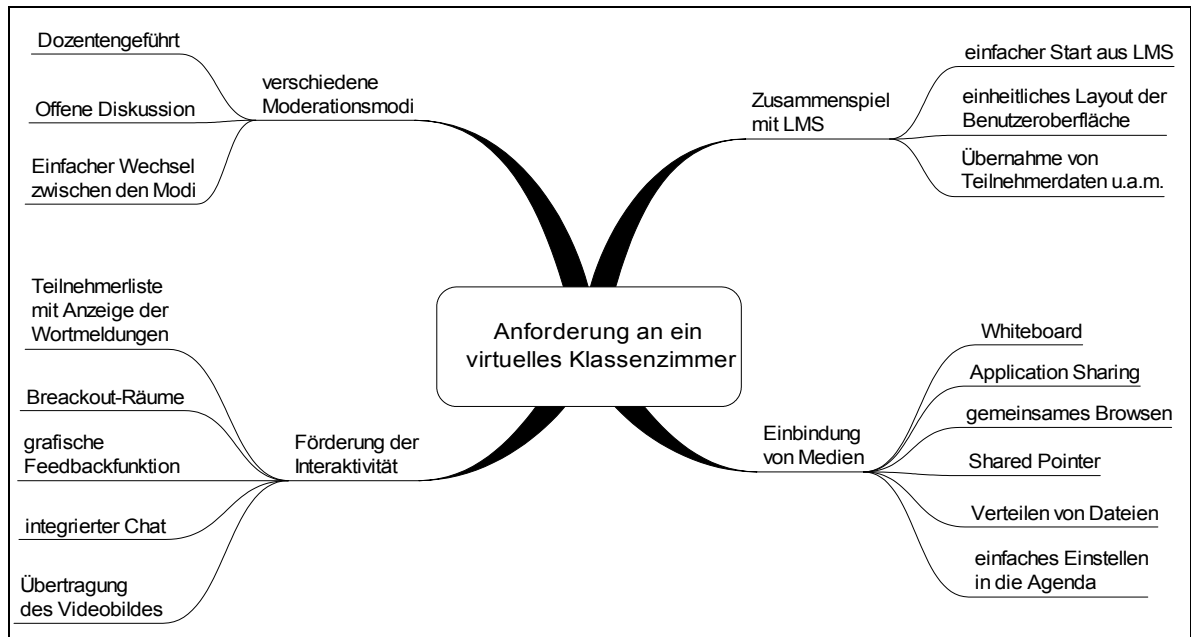 Dozentengeführt
Offene Diskussion
Einfacher Wechsel
zwischen den Modi
verschiedene
Moderationsmodi
Zusammenspiel
mit LMS
einfacher Start aus LMS
einheitliches Layout der
Benutzeroberfläche
Übernahme von
Teilnehmerdaten u.a.m.
Anforderung an ein
virtuelles Klassenzimmer
Teilnehmerliste
mit Anzeige der
Wortmeldungen
Breackout-Räume
grafische
Feedbackfunktion
integrierter Chat
Übertragung
des Videobildes
Förderung der
Interaktivität
Einbindung
von Medien
Whiteboard
Application Sharing
gemeinsames Browsen
Shared Pointer
Verteilen von Dateien
einfaches Einstellen
in die Agenda